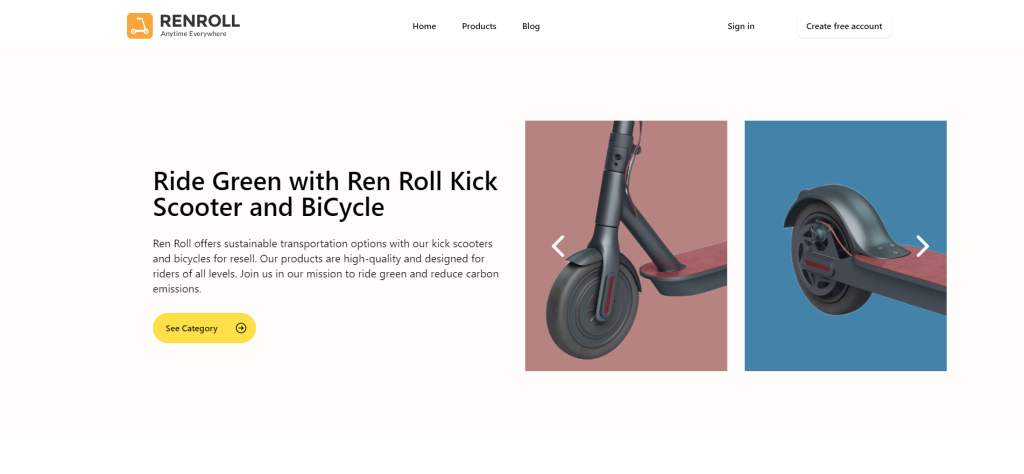 RENROLL
Anytime Everywhere
Home
Products
Blog
Sign in
Create free account
Ride Green with Ren Roll Kick
Scooter and BiCycle
Ren Roll offers sustainable transportation options with our kick scooters
and bicycles for resell. Our products are high-quality and designed for
riders of all levels. Join us in our mission to ride green and reduce carbon
emissions.
See Category